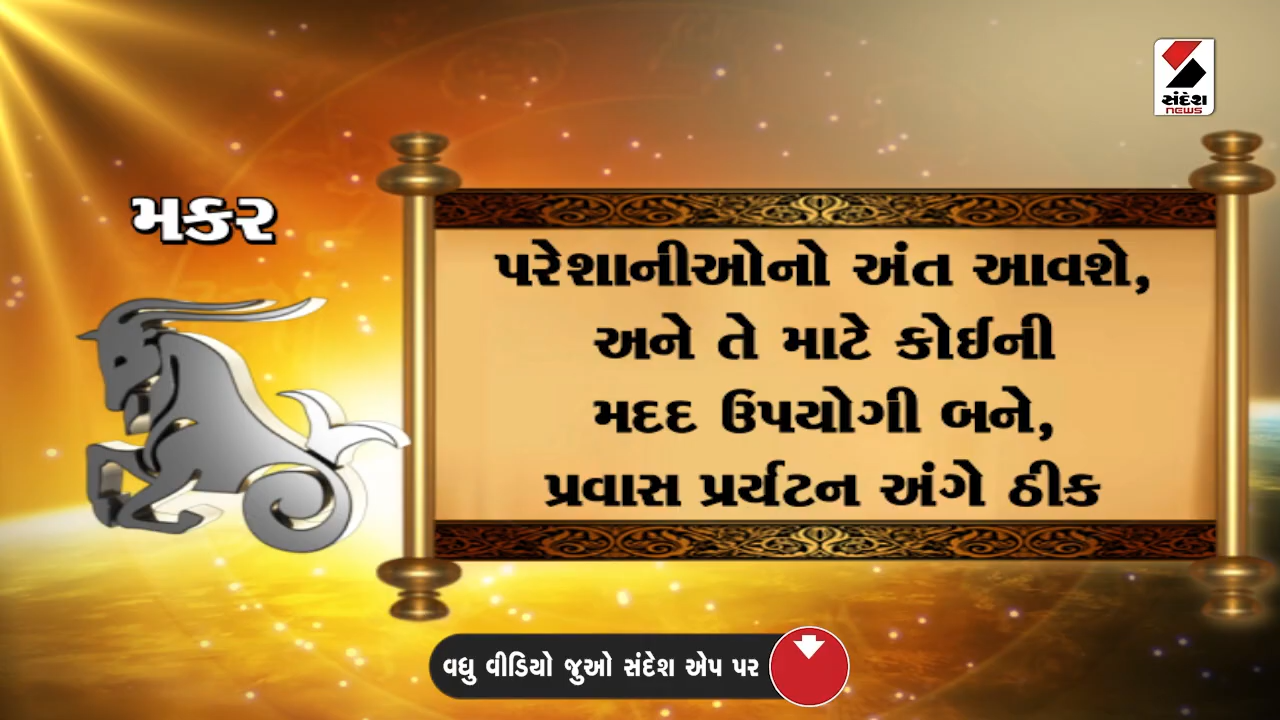 સંદેશ
NEWS
મકર
પરેશાનીઓનો અંત આવશે,
અને તે માટે કોઈની
મદદ ઉપયોગી બને,
પ્રવાસ પ્રર્યટન અંગે ઠીક
વધુ વીડિયો જુઓ સંદેશ એપ પર